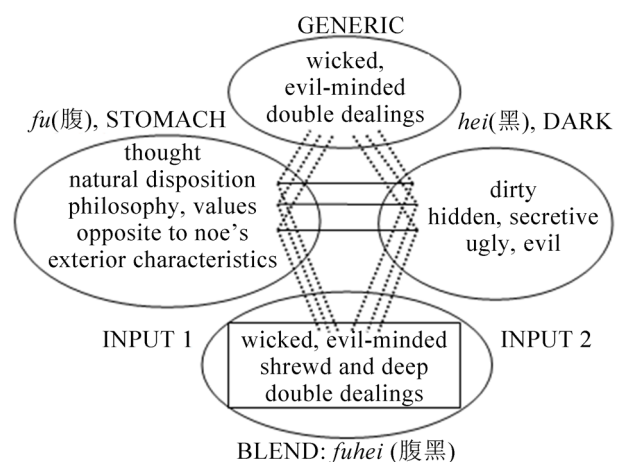 GENERIC
wicked,
evil-minded
double dealings
fu(腹), STOMACH
hei(黑), DARK
thought
natural disposition
philosophy, values
opposite to noe’s
exterior characteristics
dirty
hidden, secretive
ugly, evil
INPUT 1
INPUT 2
wicked, evil-minded
shrewd and deep
double dealings
BLEND: fuhei (腹黑)